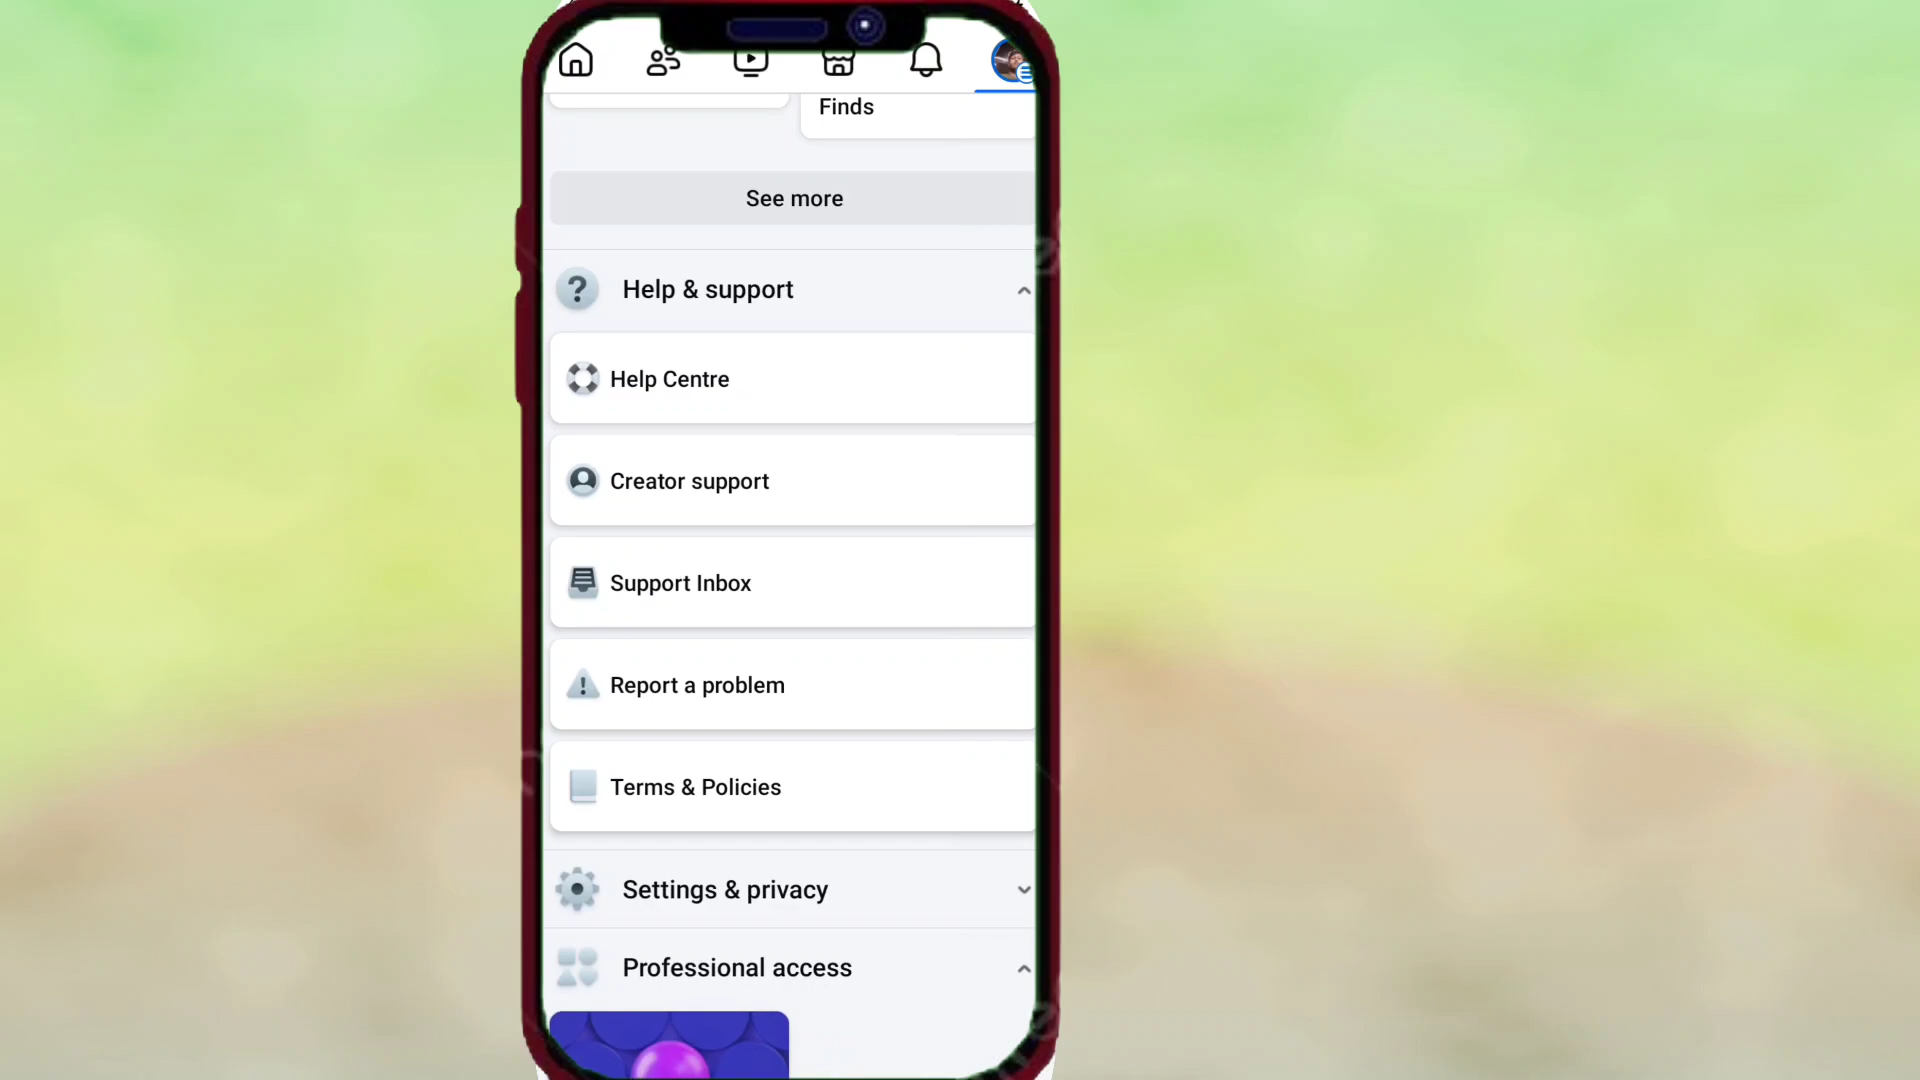 Finds
See more
Help & support
Help Centre
Creator support
Support Inbox
Report a problem
Terms & Policies
Settings & privacy
Professional access